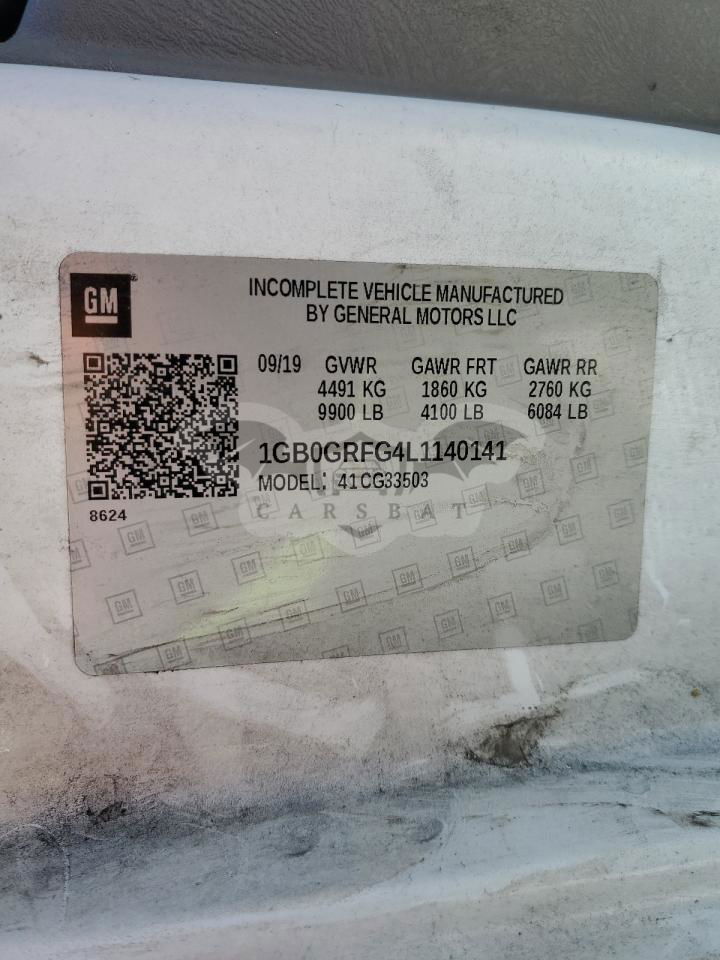 GM
INCOMPLETE VEHICLE MANUFACTURED
BY GENERAL MOTORS LLC
09/19 GVWR GAWR FRT GAWR RR
4491 KG 1860 KG 2760 KG
9900 LB 4100 LB 6084 LB
1GB0GRFG4L1140141
MODEL: 41CG33503
8624
CARSBAT